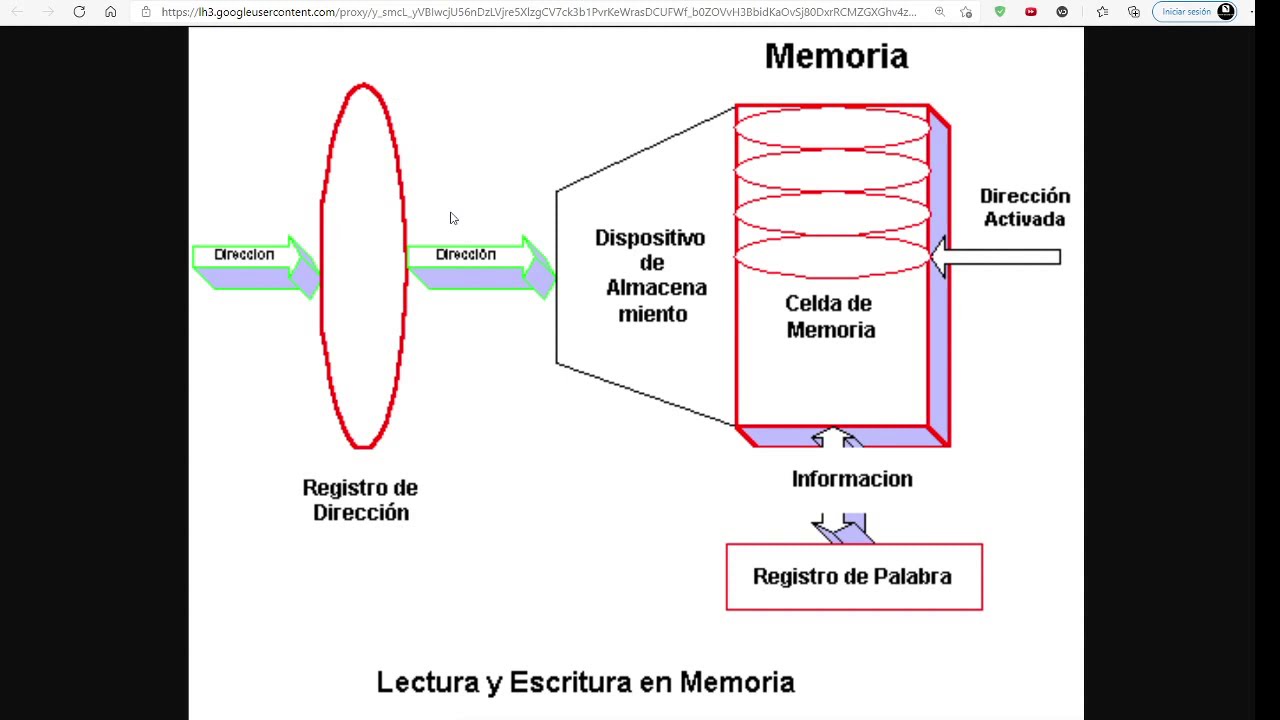 https://lh3.googleusercontent.com/proxy/y_smcL_yVBIwcjU56nDzLVjre5XlzgCV7ck3b1PvrKeWrasDCUFWf_b0ZOVvH3BbidKaOvSj80DxrRCMZGXGhv4z...
Iniciar sesión
Memoria
Dirección
Activada
Direccion
Dirección
Dispositivo
de
Almacena
miento
Celda de
Memoria
Informacion
Registro de
Dirección
Registro de Palabra
Lectura y Escritura en Memoria